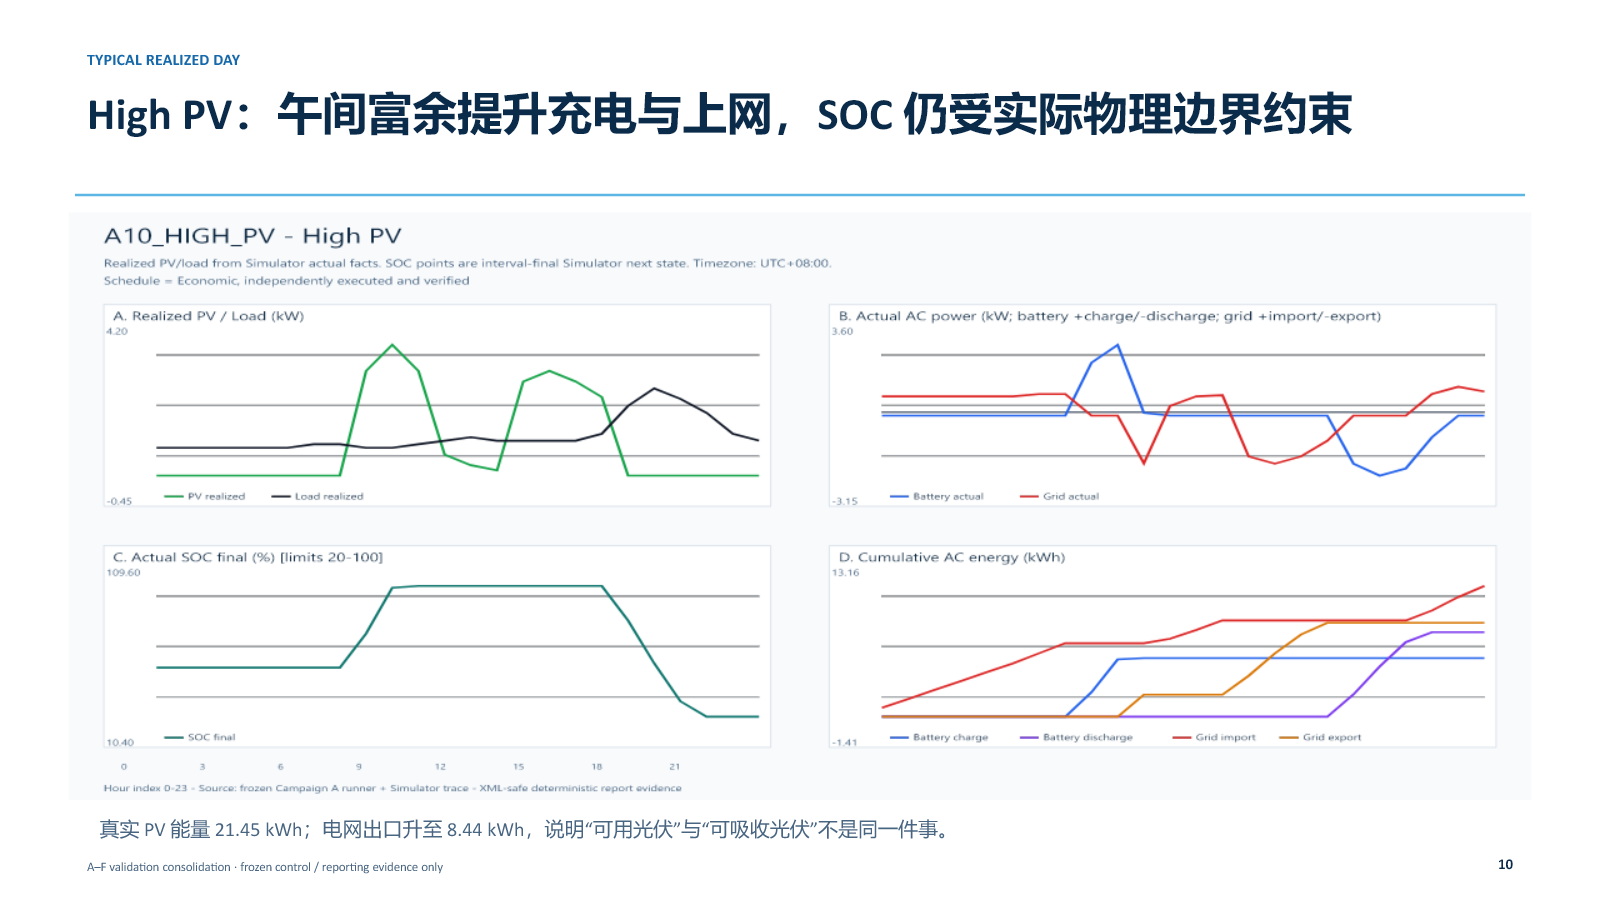 TYPICAL REALIZED DAY
High PV：午间富余提升充电与上网，SOC 仍受实际物理边界约束
A10_HIGH_PV - High PV
Realized PV/load from Simulator actual facts. SOC points are interval-final Simulator next state. Timezone: UTC+08:00.
Schedule = Economic, independently executed and verified
A. Realized PV / Load (kW)
4.20
-0.45
PV realized
Load realized
B. Actual AC power (kW; battery +charge/-discharge; grid +import/-export)
3.60
-3.15
Battery actual
Grid actual
C. Actual SOC final (%) [limits 20-100]
109.60
10.40
SOC final
0 3 6 9 12 15 18 21
D. Cumulative AC energy (kWh)
13.16
-1.41
Battery charge
Battery discharge
Grid import
Grid export
Hour index 0-23 - Source: frozen Campaign A runner + Simulator trace - XML-safe deterministic report evidence
真实 PV 能量 21.45 kWh；电网出口升至 8.44 kWh，说明“可用光伏”与“可吸收光伏”不是同一件事。
A–F validation consolidation · frozen control / reporting evidence only
10